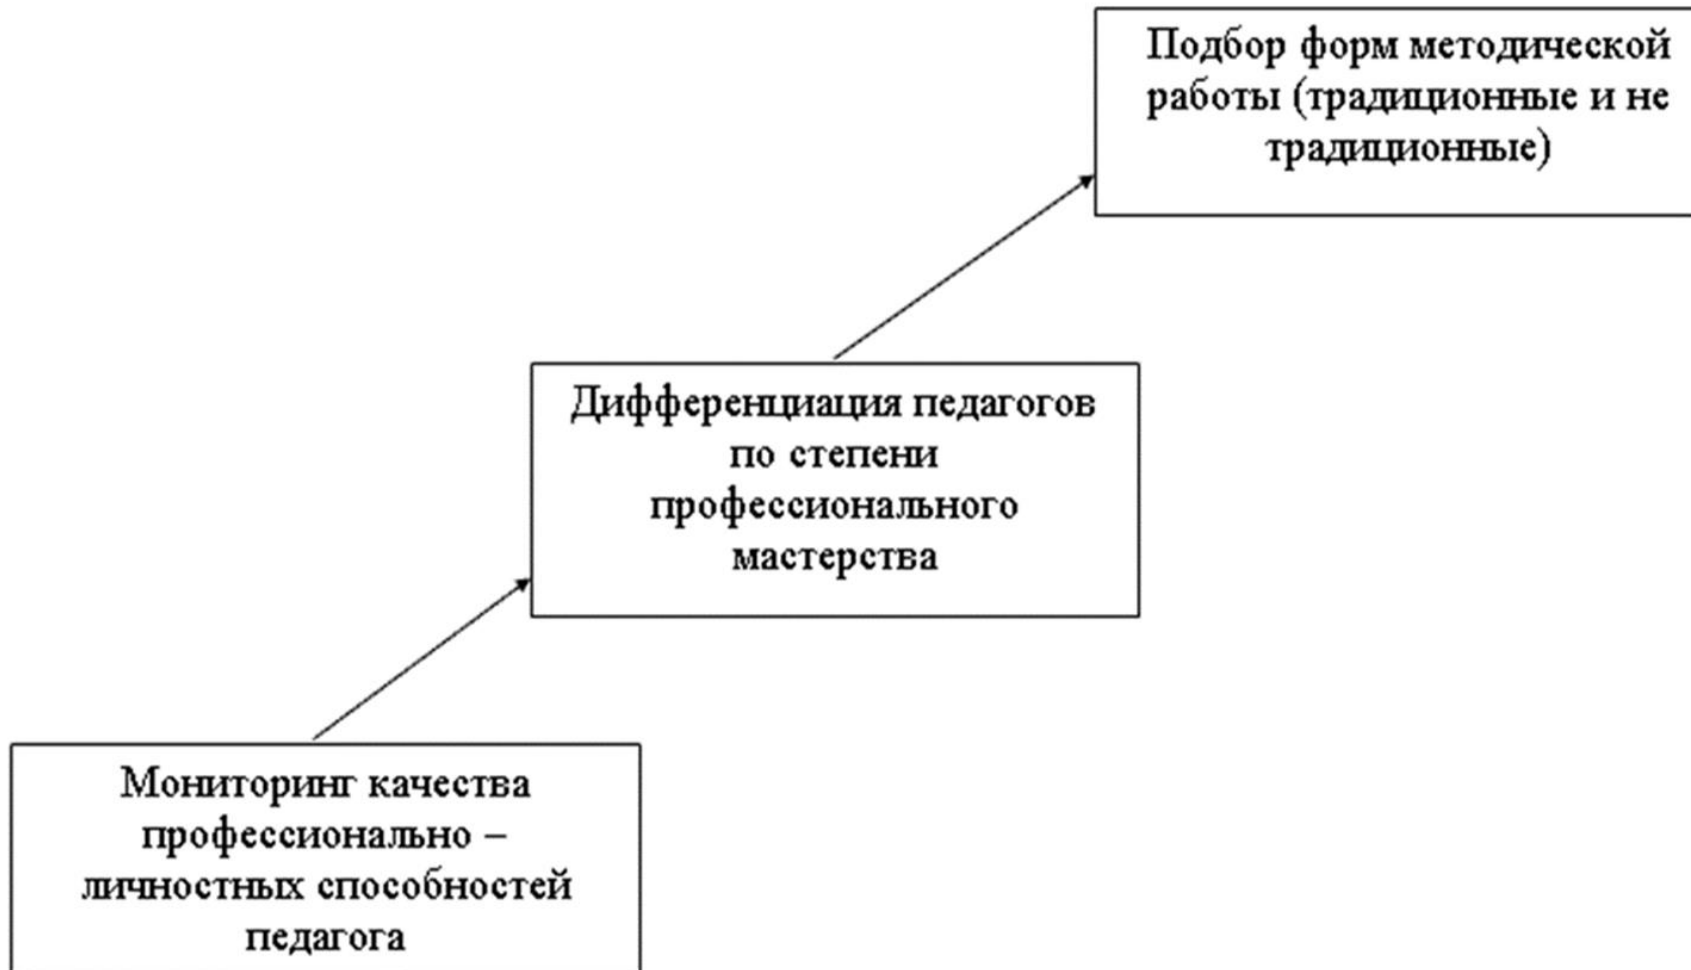 Подбор форм методической
работы (традиционные и не
традиционные)
Дифференциация педагогов
по степени
профессионального
мастерства
Мониторинг качества
профессионально –
личностных способностей
педагога